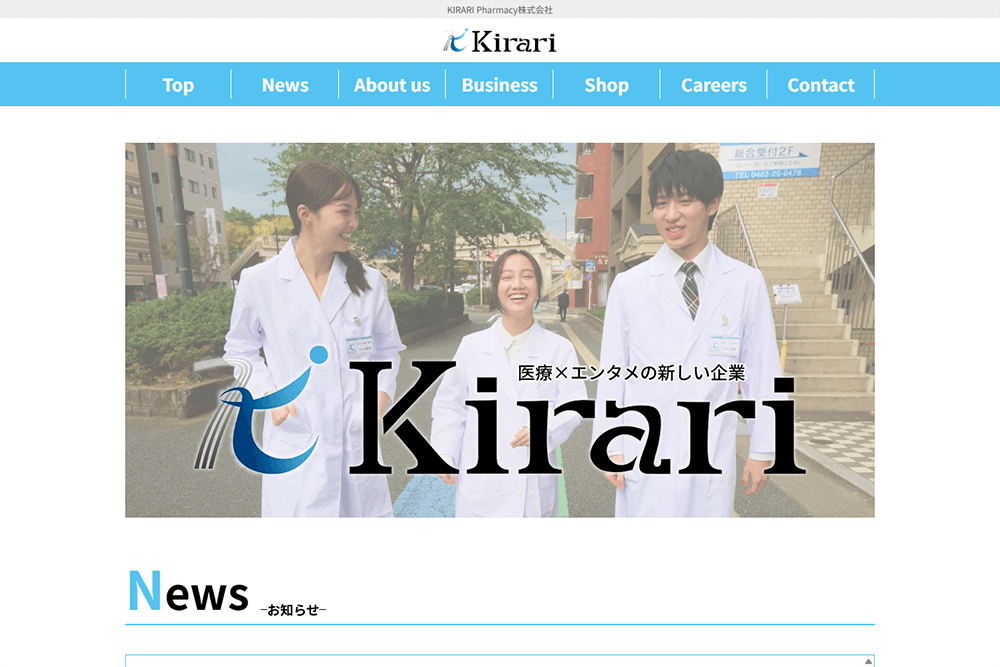 KIRARI Pharmacy株式会社
Kirari
Top News About us Business Shop Careers Contact
総合受付2F
TEL 0463-25-6478
医療×エンタメの新しい企業
Kirari
News –お知らせ–